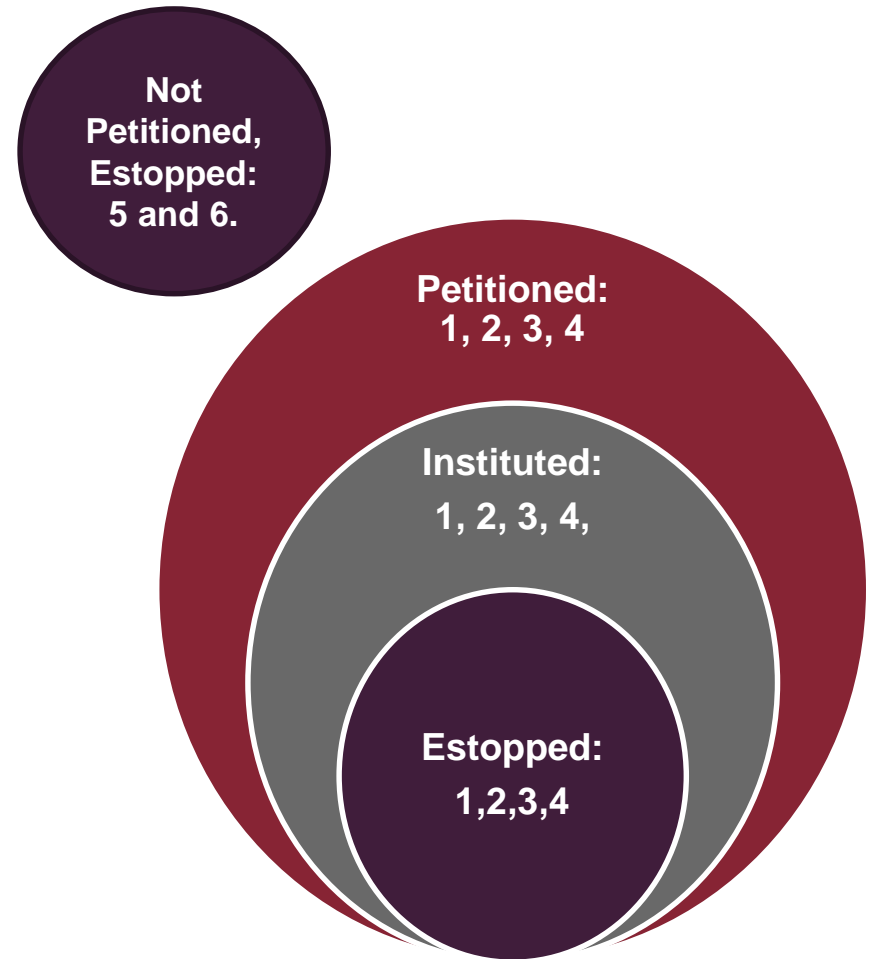 Not
Petitioned,
Estopped:
5 and 6.
Petitioned:
1, 2, 3, 4
Instituted:
1, 2, 3, 4,
Estopped:
1,2,3,4